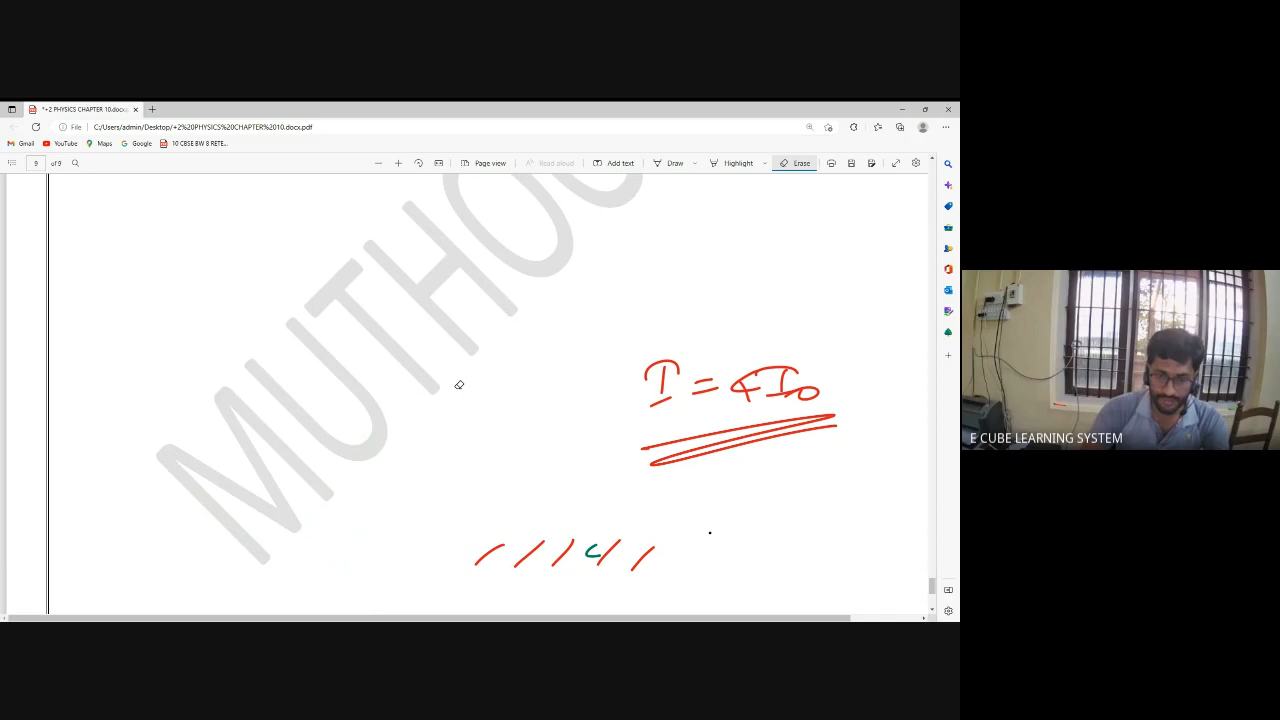 *+2 PHYSICS CHAPTER 10.docx.p
File
C:/Users/admin/Desktop/+2%20PHYSICS%20CHAPTER%2010.docx.pdf
Gmail
YouTube
Maps
Google
10 CBSE BW 8 RETE...
9 of 9
Page view
Read aloud
Add text
Draw
Highlight
Erase
MUTHOO
I = 4I₀
E CUBE LEARNING SYSTEM